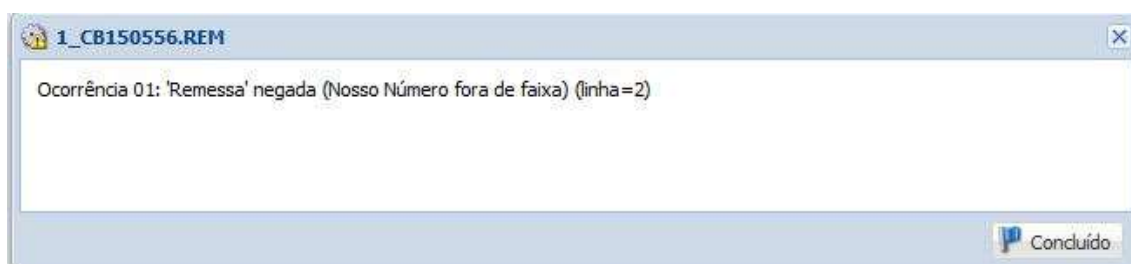 1_CB150556.REM
Ocorrência 01: 'Remessa' negada (Nosso Número fora de faixa) (linha=2)
Concluído